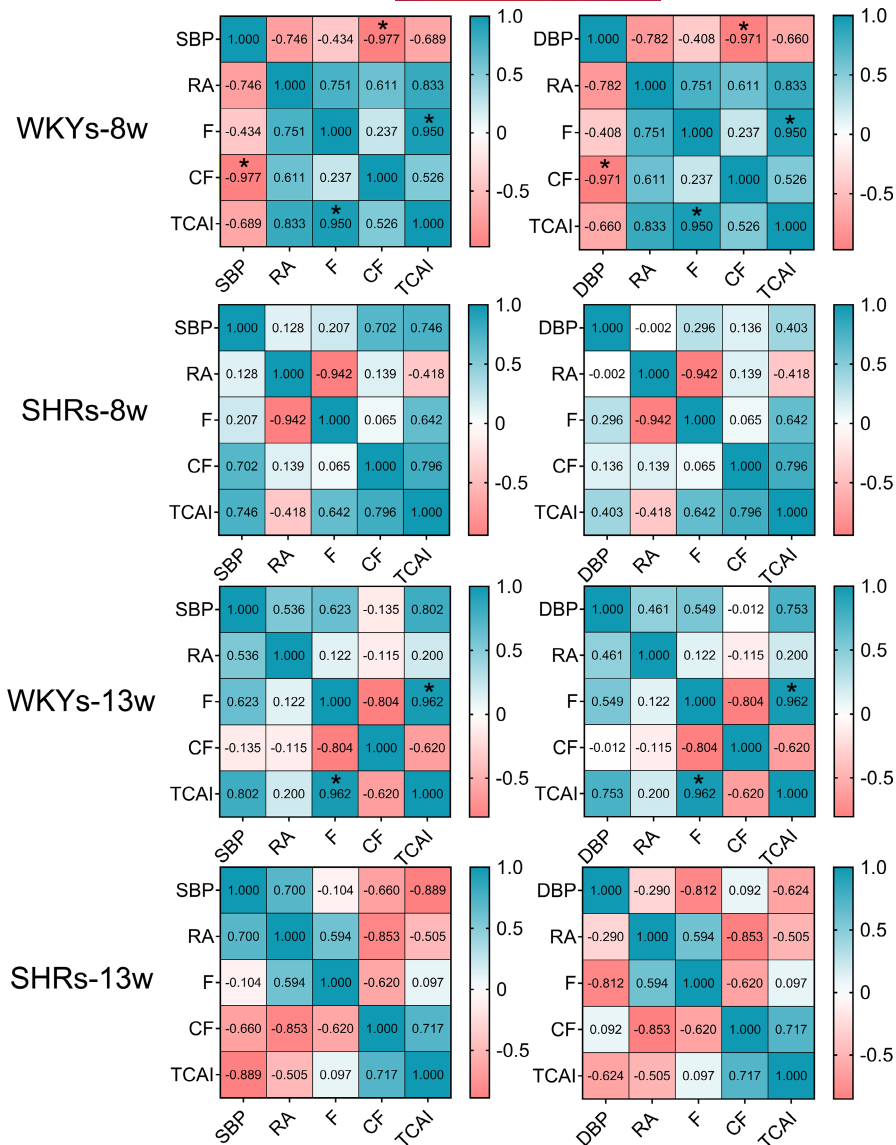 WKYs-8w
SBP 1.000 -0.746 -0.434 * -0.977 -0.689
RA -0.746 1.000 0.751 0.611 0.833
F -0.434 0.751 1.000 0.237 * 0.950
CF * -0.977 0.611 0.237 1.000 0.526
TCAI -0.689 0.833 * 0.950 0.526 1.000
SBP RA F CF TCAI
1.0 0.5 0 -0.5
DBP 1.000 -0.782 -0.408 * -0.971 -0.660
RA -0.782 1.000 0.751 0.611 0.833
F -0.408 0.751 1.000 0.237 * 0.950
CF * -0.971 0.611 0.237 1.000 0.526
TCAI -0.660 0.833 * 0.950 0.526 1.000
DBP RA F CF TCAI
1.0 0.5 0 -0.5
SHRs-8w
SBP 1.000 0.128 0.207 0.702 0.746
RA 0.128 1.000 -0.942 0.139 -0.418
F 0.207 -0.942 1.000 0.065 0.642
CF 0.702 0.139 0.065 1.000 0.796
TCAI 0.746 -0.418 0.642 0.796 1.000
SBP RA F CF TCAI
1.0 0.5 0 -0.5
DBP 1.000 -0.002 0.296 0.136 0.403
RA -0.002 1.000 -0.942 0.139 -0.418
F 0.296 -0.942 1.000 0.065 0.642
CF 0.136 0.139 0.065 1.000 0.796
TCAI 0.403 -0.418 0.642 0.796 1.000
DBP RA F CF TCAI
1.0 0.5 0 -0.5
WKYs-13w
SBP 1.000 0.536 0.623 -0.135 0.802
RA 0.536 1.000 0.122 -0.115 0.200
F 0.623 0.122 1.000 -0.804 * 0.962
CF -0.135 -0.115 -0.804 1.000 -0.620
TCAI 0.802 0.200 * 0.962 -0.620 1.000
SBP RA F CF TCAI
1.0 0.5 0 -0.5
DBP 1.000 0.461 0.549 -0.012 0.753
RA 0.461 1.000 0.122 -0.115 0.200
F 0.549 0.122 1.000 -0.804 * 0.962
CF -0.012 -0.115 -0.804 1.000 -0.620
TCAI 0.753 0.200 * 0.962 -0.620 1.000
DBP RA F CF TCAI
1.0 0.5 0 -0.5
SHRs-13w
SBP 1.000 0.700 -0.104 -0.660 -0.889
RA 0.700 1.000 0.594 -0.853 -0.505
F -0.104 0.594 1.000 -0.620 0.097
CF -0.660 -0.853 -0.620 1.000 0.717
TCAI -0.889 -0.505 0.097 0.717 1.000
SBP RA F CF TCAI
1.0 0.5 0 -0.5
DBP 1.000 -0.290 -0.812 0.092 -0.624
RA -0.290 1.000 0.594 -0.853 -0.505
F -0.812 0.594 1.000 -0.620 0.097
CF 0.092 -0.853 -0.620 1.000 0.717
TCAI -0.624 -0.505 0.097 0.717 1.000
DBP RA F CF TCAI
1.0 0.5 0 -0.5